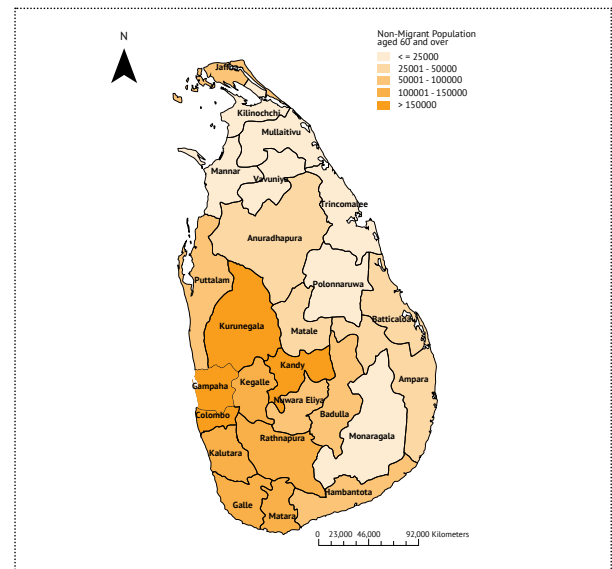 N
Non-Migrant Population
aged 60 and over
< = 25000
25001 - 50000
50001 - 100000
100001 - 150000
> 150000
Jaffna
Kilinochchi
Mullaitivu
Mannar
Vavuniya
Trincomalee
Anuradhapura
Puttalam
Polonnaruwa
Kurunegala
Matale
Batticaloa
Kandy
Gampaha
Kegalle
Ampara
Nuwara Eliya
Colombo
Badulla
Rathnapura
Monaragala
Kalutara
Hambantota
Galle
Matara
0 23,000 46,000 92,000 Kilometers